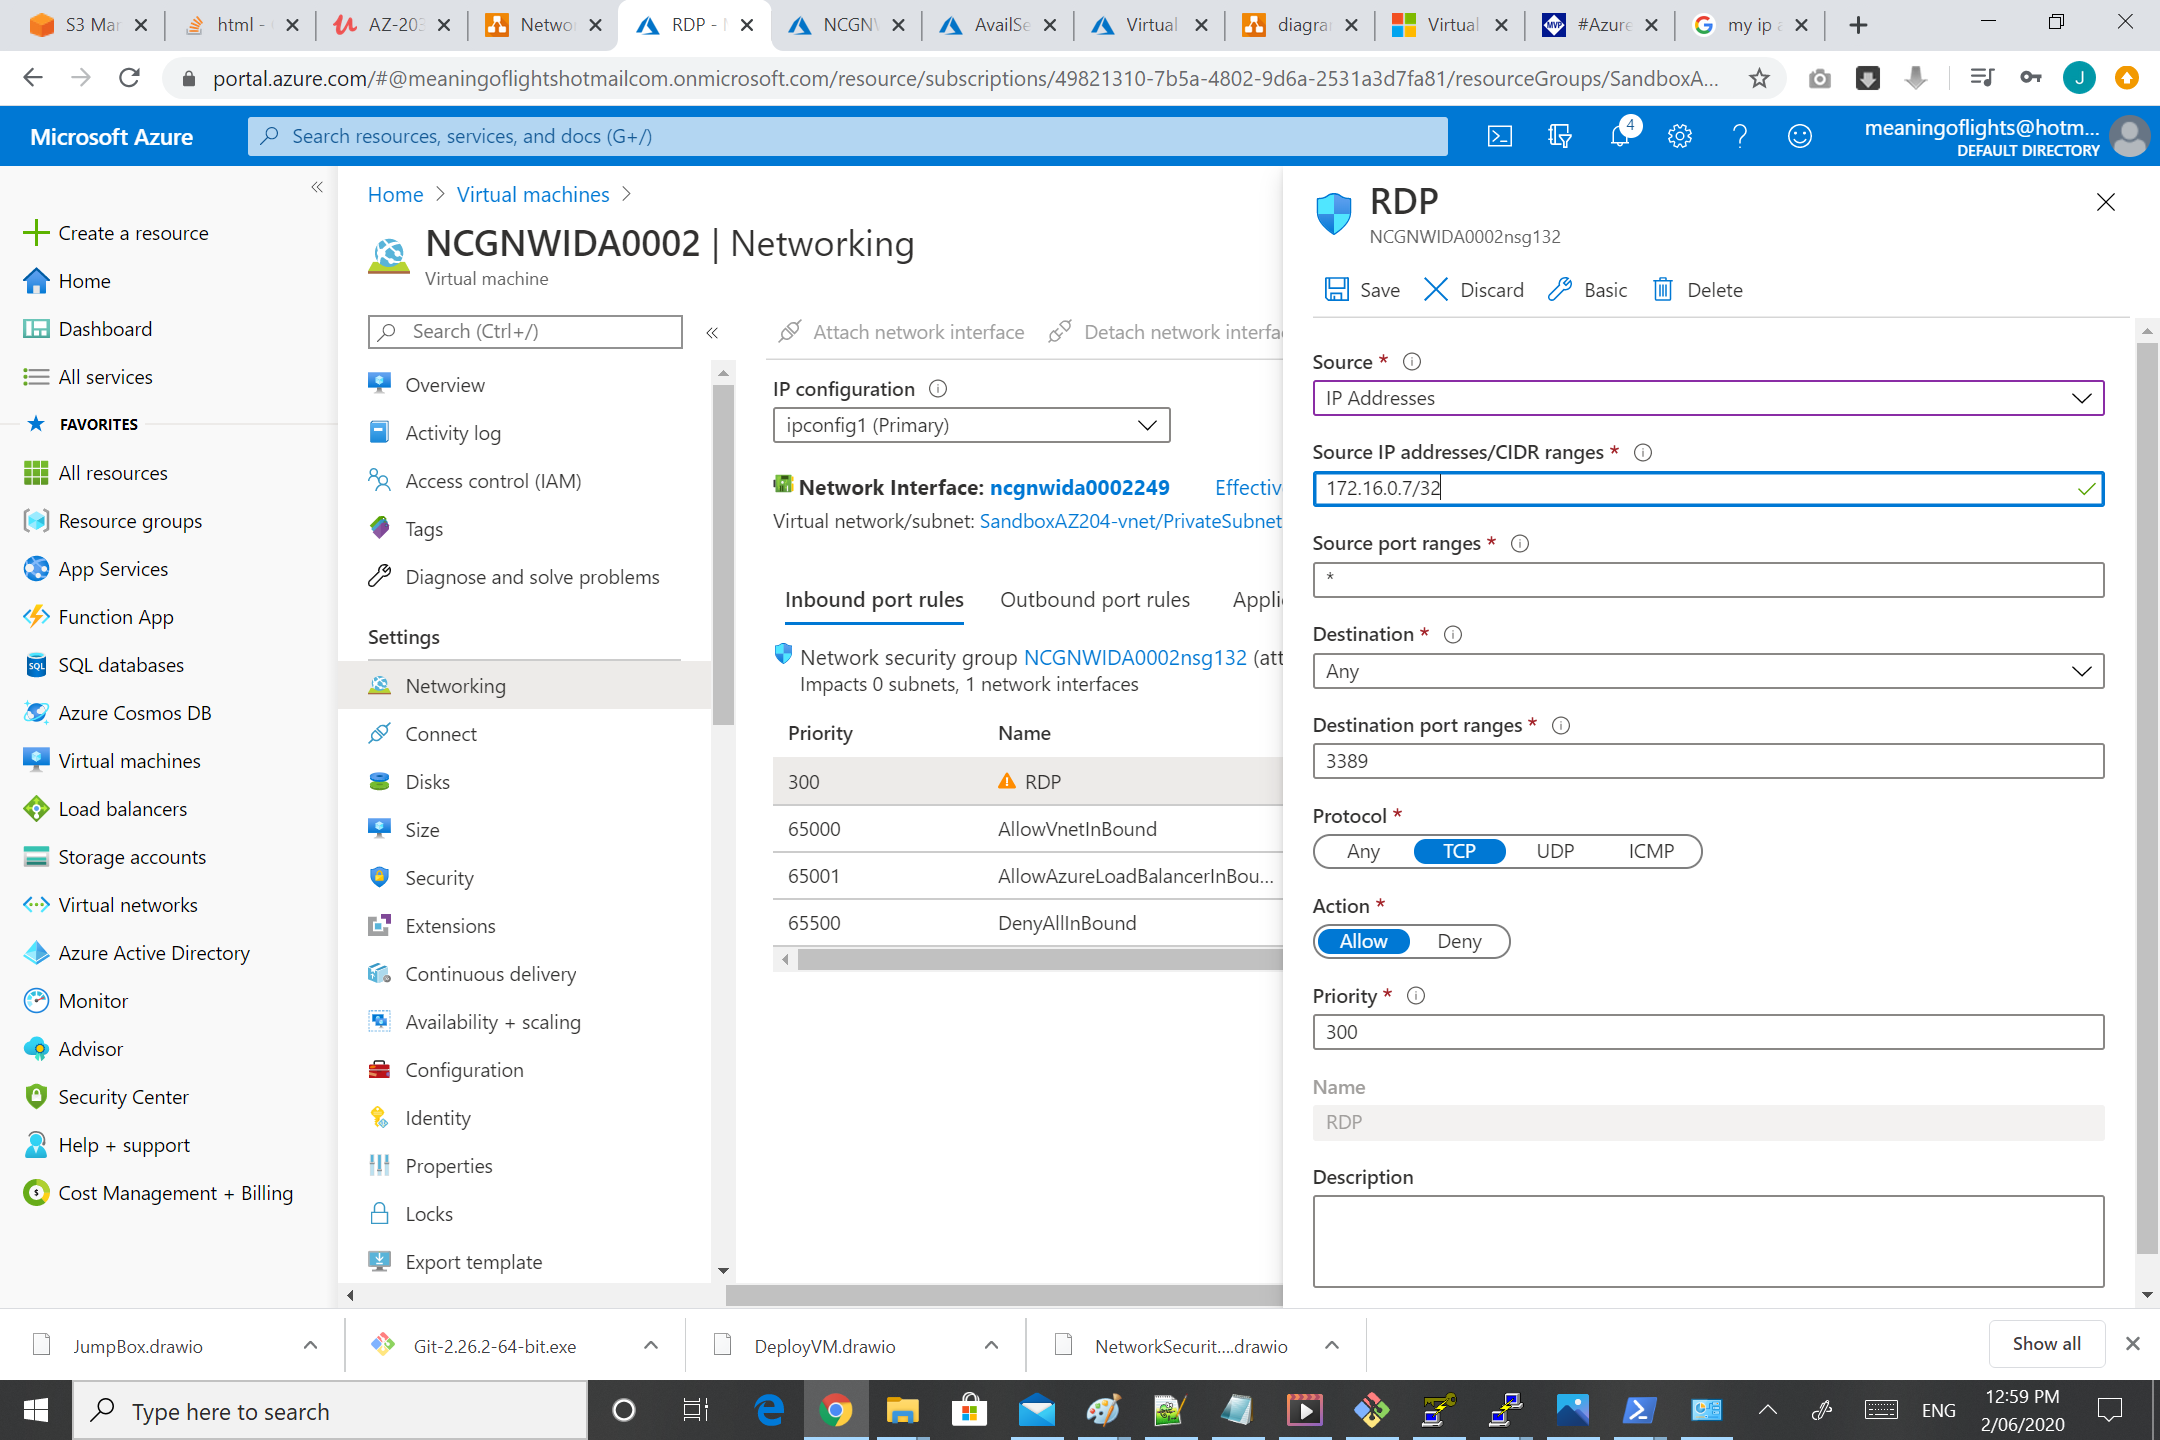 S3 Mar
html -
AZ-203
Netwo
RDP -
NCGNV
AvailSe
Virtual
diagra
Virtual
#Azure
my ip a
portal.azure.com/#@meaningoflightshotmailcom.onmicrosoft.com/resource/subscriptions/49821310-7b5a-4802-9d6a-2531a3d7fa81/resourceGroups/SandboxA...
J
Microsoft Azure
Search resources, services, and docs (G+/)
4
meaningoflights@hotm...
DEFAULT DIRECTORY
Create a resource
Home
Dashboard
All services
FAVORITES
All resources
Resource groups
App Services
Function App
SQL databases
Azure Cosmos DB
Virtual machines
Load balancers
Storage accounts
Virtual networks
Azure Active Directory
Monitor
Advisor
Security Center
Help + support
Cost Management + Billing
Home > Virtual machines >
NCGNWIDA0002 | Networking
Virtual machine
Search (Ctrl+/)
Overview
Activity log
Access control (IAM)
Tags
Diagnose and solve problems
Settings
Networking
Connect
Disks
Size
Security
Extensions
Continuous delivery
Availability + scaling
Configuration
Identity
Properties
Locks
Export template
Attach network interface
Detach network interfa
IP configuration
ipconfig1 (Primary)
Network Interface: ncgnwida0002249
Effectiv
Virtual network/subnet: SandboxAZ204-vnet/PrivateSubnet
Inbound port rules
Outbound port rules
Appli
Network security group NCGNWIDA0002nsg132 (att
Impacts 0 subnets, 1 network interfaces
Priority Name
300 RDP
65000 AllowVnetInBound
65001 AllowAzureLoadBalancerInBou...
65500 DenyAllInBound
RDP
NCGNWIDA0002nsg132
Save
Discard
Basic
Delete
Source *
IP Addresses
Source IP addresses/CIDR ranges *
172.16.0.7/32
Source port ranges *
*
Destination *
Any
Destination port ranges *
3389
Protocol *
Any TCP UDP ICMP
Action *
Allow Deny
Priority *
300
Name
RDP
Description
JumpBox.drawio
Git-2.26.2-64-bit.exe
DeployVM.drawio
NetworkSecurit....drawio
Show all
Type here to search
ENG
12:59 PM
2/06/2020